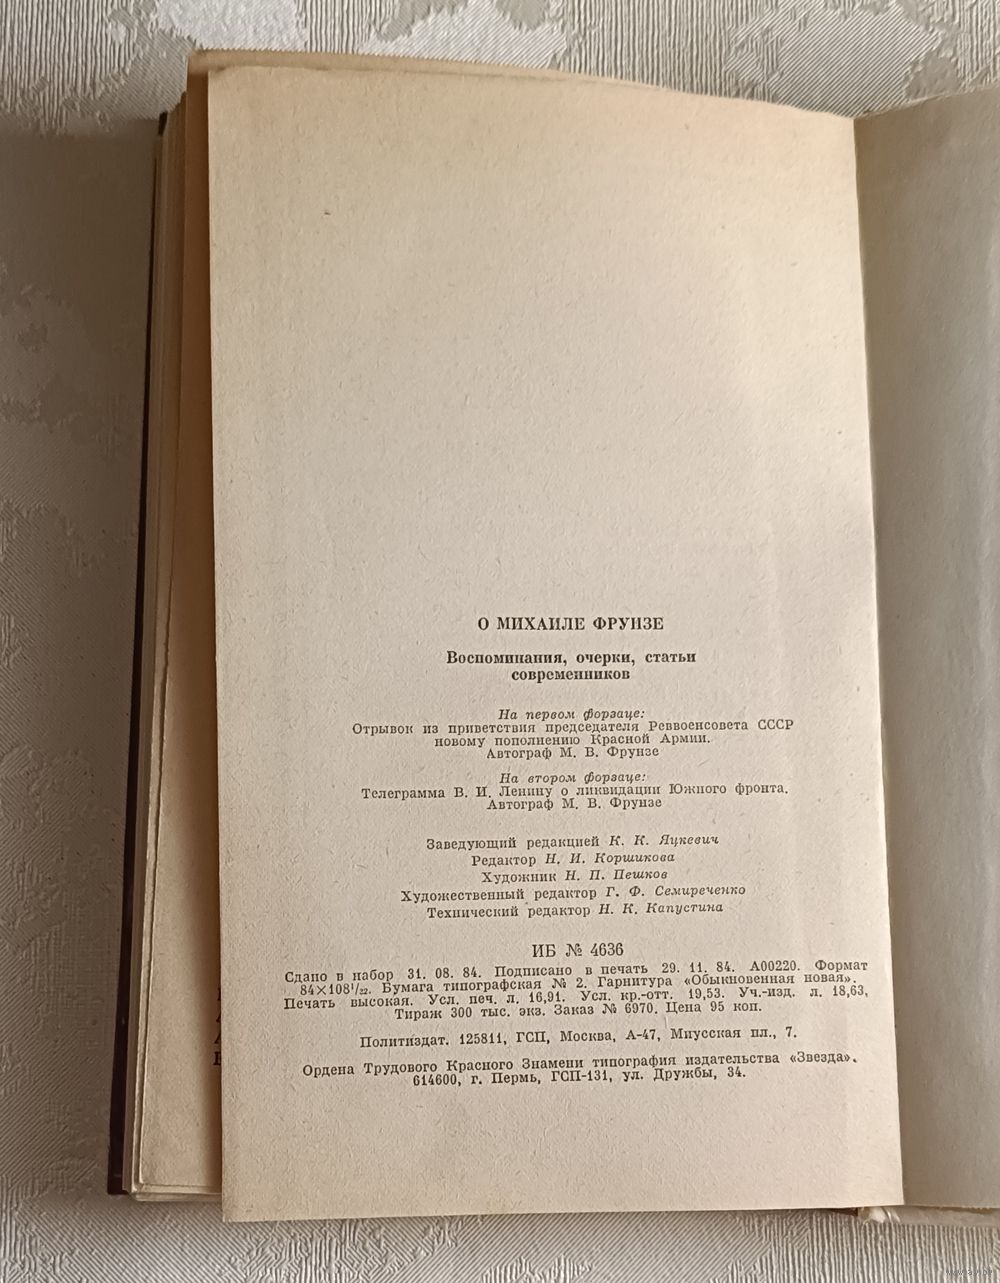 О МИХАИЛЕ ФРУНЗЕ
Воспоминания, очерки, статьи
современников
На первом форзаце:
Отрывок из приветствия председателя Реввоенсовета СССР
новому пополнению Красной Армии.
Автограф М. В. Фрунзе
На втором форзаце:
Телеграмма В. И. Ленину о ликвидации Южного фронта.
Автограф М. В. Фрунзе
Заведующий редакцией К. К. Яцкевич
Редактор Н. И. Коршикова
Художник Н. П. Пешков
Художественный редактор Г. Ф. Семиреченко
Технический редактор Н. К. Капустина
ИБ № 4636
Сдано в набор 31. 08. 84. Подписано в печать 29. 11. 84. А00220. Формат
84×108¹/₃₂. Бумага типографская № 2. Гарнитура «Обыкновенная новая».
Печать высокая. Усл. печ. л. 16,91. Усл. кр.-отт. 19,53. Уч.-изд. л. 18,63,
Тираж 300 тыс. экз. Заказ № 6970. Цена 95 коп.
Политиздат. 125811, ГСП, Москва, А-47, Миусская пл., 7.
Ордена Трудового Красного Знамени типография издательства «Звезда».
614600, г. Пермь, ГСП-131, ул. Дружбы, 34.